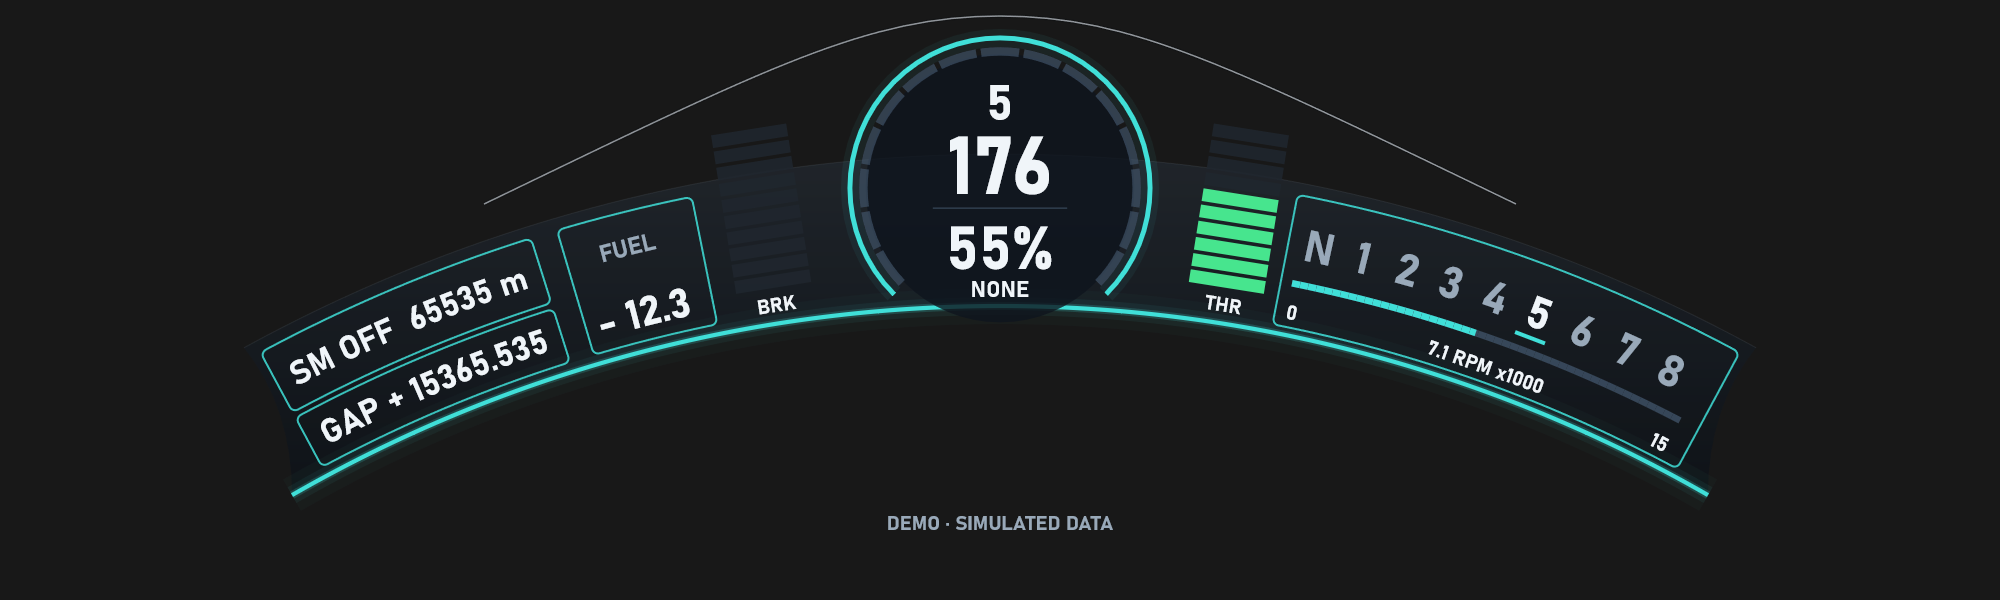 SM OFF 65535 m
GAP + 15365.535
FUEL
- 12.3
BRK
5
176
55%
NONE
THR
N 1 2 3 4 5 6 7 8
0
7.1 RPM x1000
15
DEMO · SIMULATED DATA